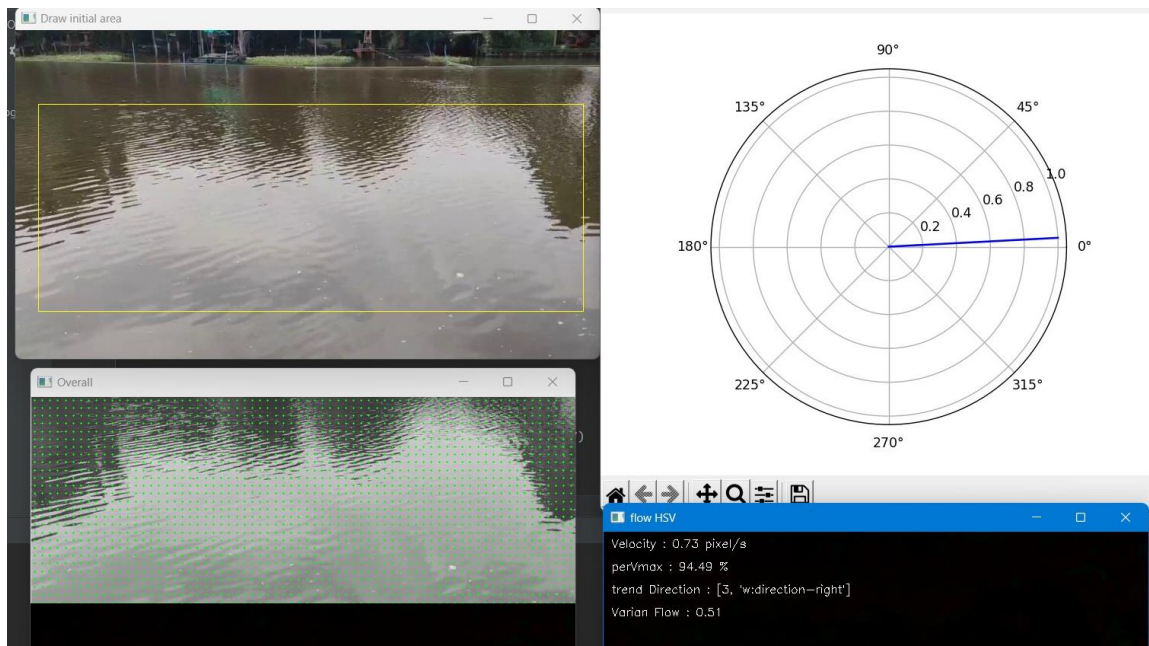 Draw initial area
90°
135°
45°
1.0
0.8
0.6
0.4
0.2
180°
0°
225°
315°
270°
Overall
flow HSV
Velocity : 0.73 pixel/s
perVmax : 94.49 %
trend Direction : [3, 'w:direction-right']
Varian Flow : 0.51